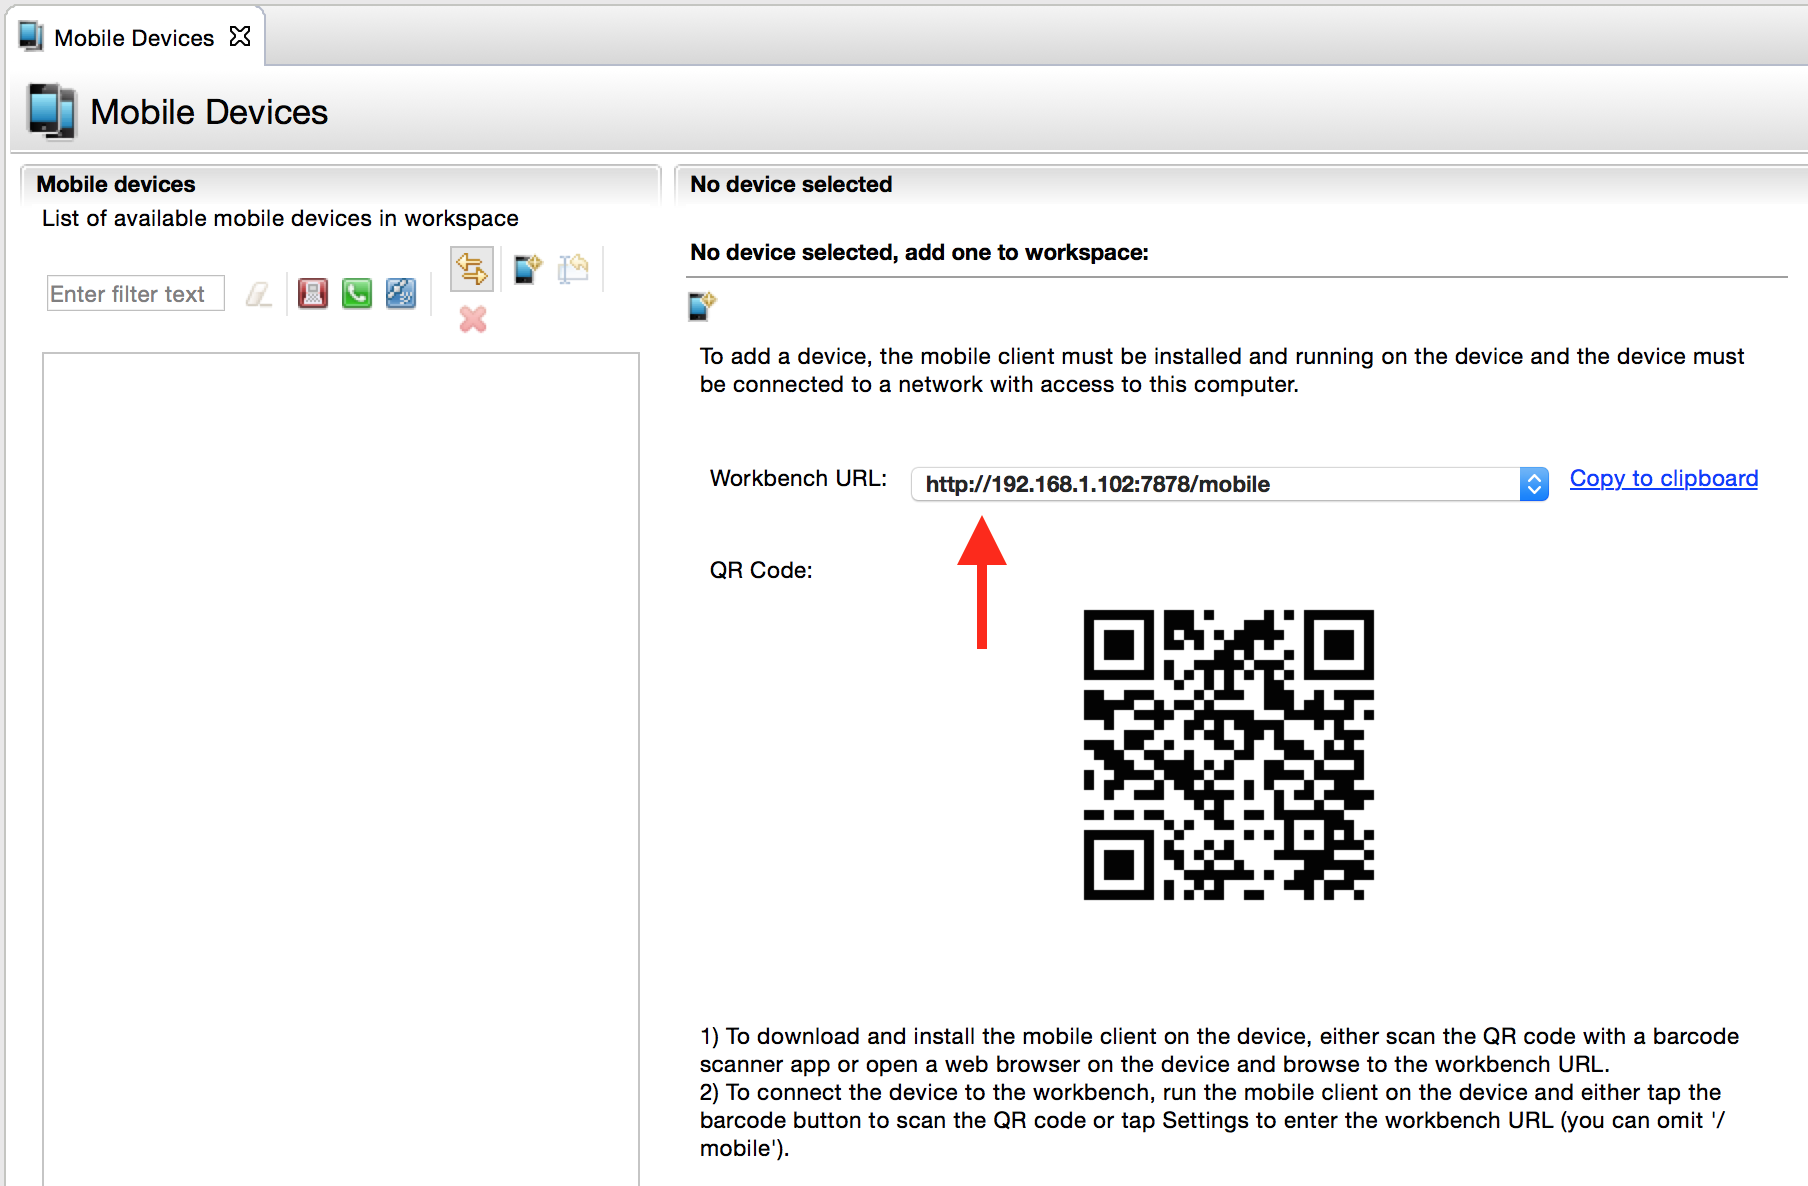 Mobile Devices
Mobile Devices
Mobile devices
List of available mobile devices in workspace
Enter filter text
No device selected
No device selected, add one to workspace:
To add a device, the mobile client must be installed and running on the device and the device must
be connected to a network with access to this computer.
Workbench URL: http://192.168.1.102:7878/mobile Copy to clipboard
QR Code:
1) To download and install the mobile client on the device, either scan the QR code with a barcode
scanner app or open a web browser on the device and browse to the workbench URL.
2) To connect the device to the workbench, run the mobile client on the device and either tap the
barcode button to scan the QR code or tap Settings to enter the workbench URL (you can omit '/
mobile').